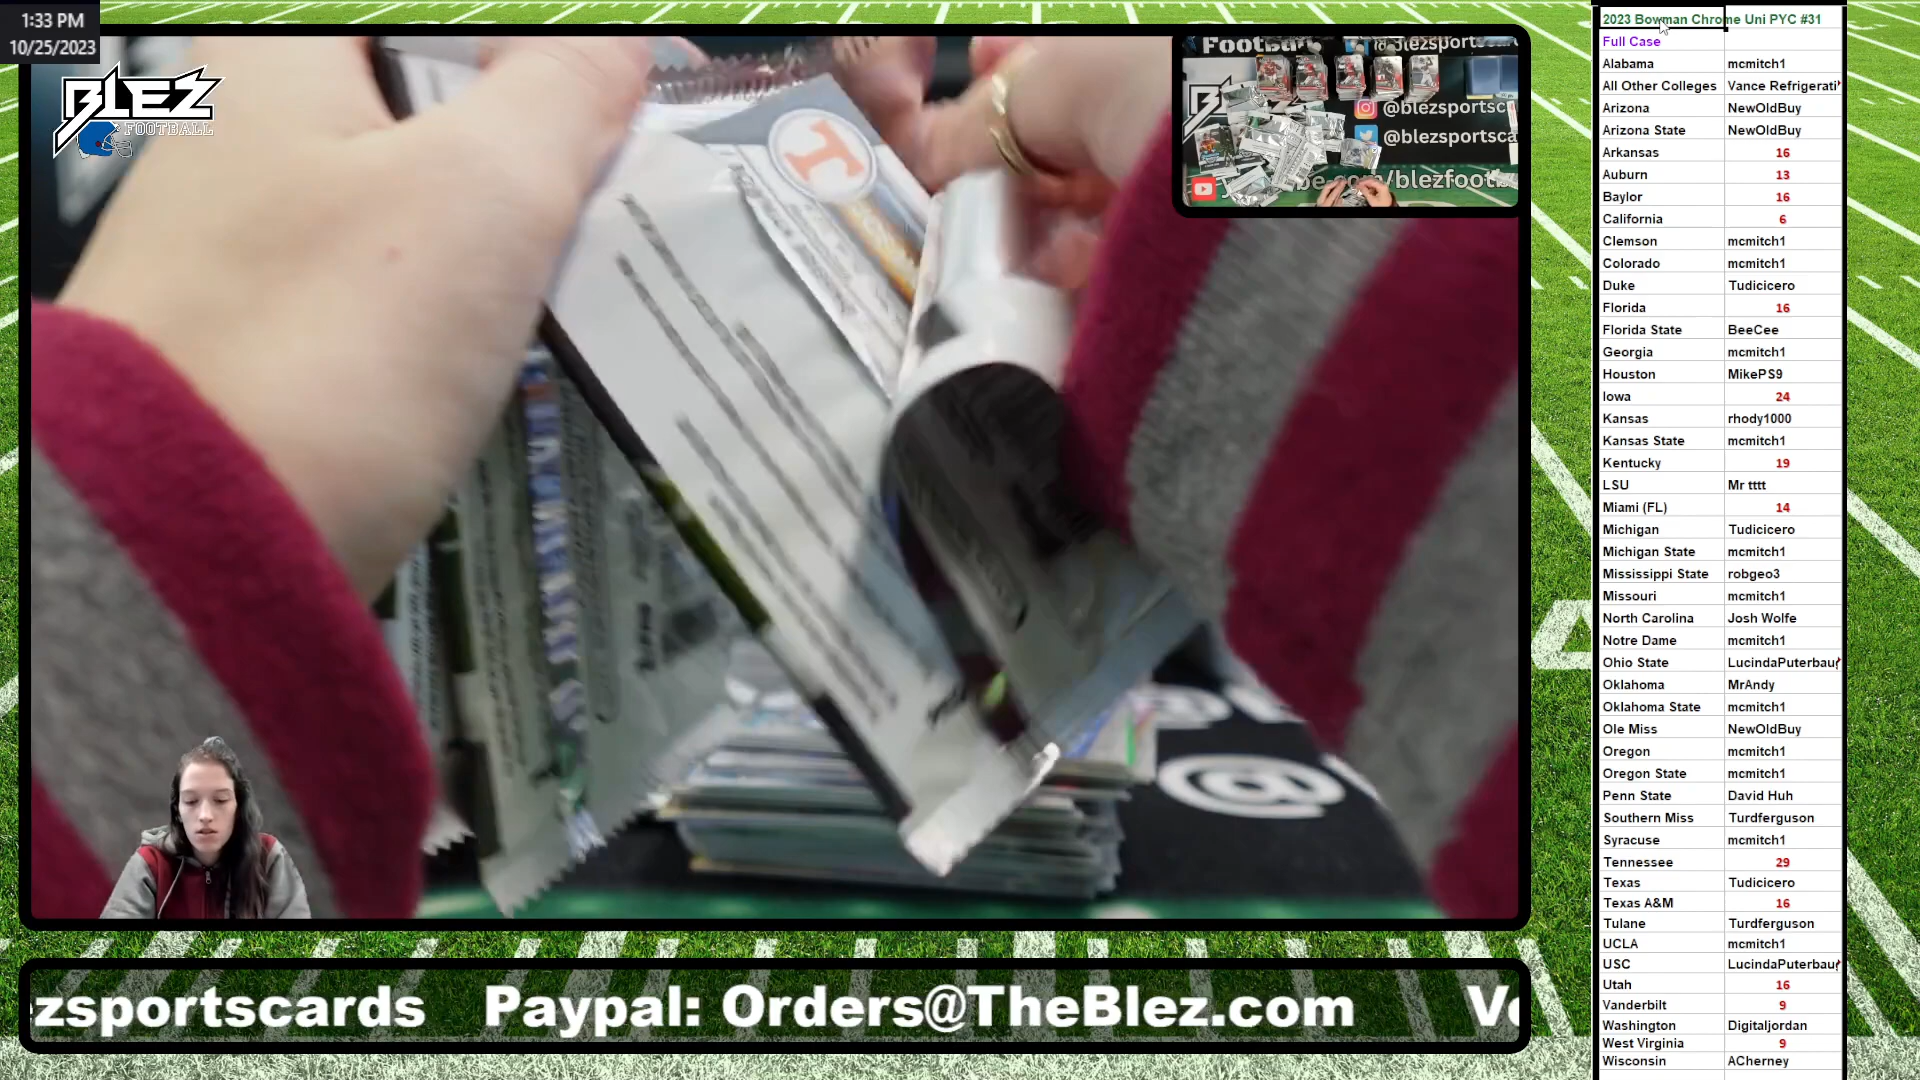 1:33 PM
10/25/2023
BLEZ
FOOTBALL
Football
@blezsportsca
@blezsportsca
be.com/blezfootb
T
@
2023 Bowman Chrome Uni PYC #31
Full Case
Alabama mcmitch1
All Other Colleges Vance Refrigerati
Arizona NewOldBuy
Arizona State NewOldBuy
Arkansas 16
Auburn 13
Baylor 16
California 6
Clemson mcmitch1
Colorado mcmitch1
Duke Tudicicero
Florida 16
Florida State BeeCee
Georgia mcmitch1
Houston MikePS9
Iowa 24
Kansas rhody1000
Kansas State mcmitch1
Kentucky 19
LSU Mr tttt
Miami (FL) 14
Michigan Tudicicero
Michigan State mcmitch1
Mississippi State robgeo3
Missouri mcmitch1
North Carolina Josh Wolfe
Notre Dame mcmitch1
Ohio State LucindaPuterbau
Oklahoma MrAndy
Oklahoma State mcmitch1
Ole Miss NewOldBuy
Oregon mcmitch1
Oregon State mcmitch1
Penn State David Huh
Southern Miss Turdferguson
Syracuse mcmitch1
Tennessee 29
Texas Tudicicero
Texas A&M 16
Tulane Turdferguson
UCLA mcmitch1
USC LucindaPuterbau
Utah 16
Vanderbilt 9
Washington Digitaljordan
West Virginia 9
Wisconsin ACherney
zsportscards Paypal: Orders@TheBlez.com Ve